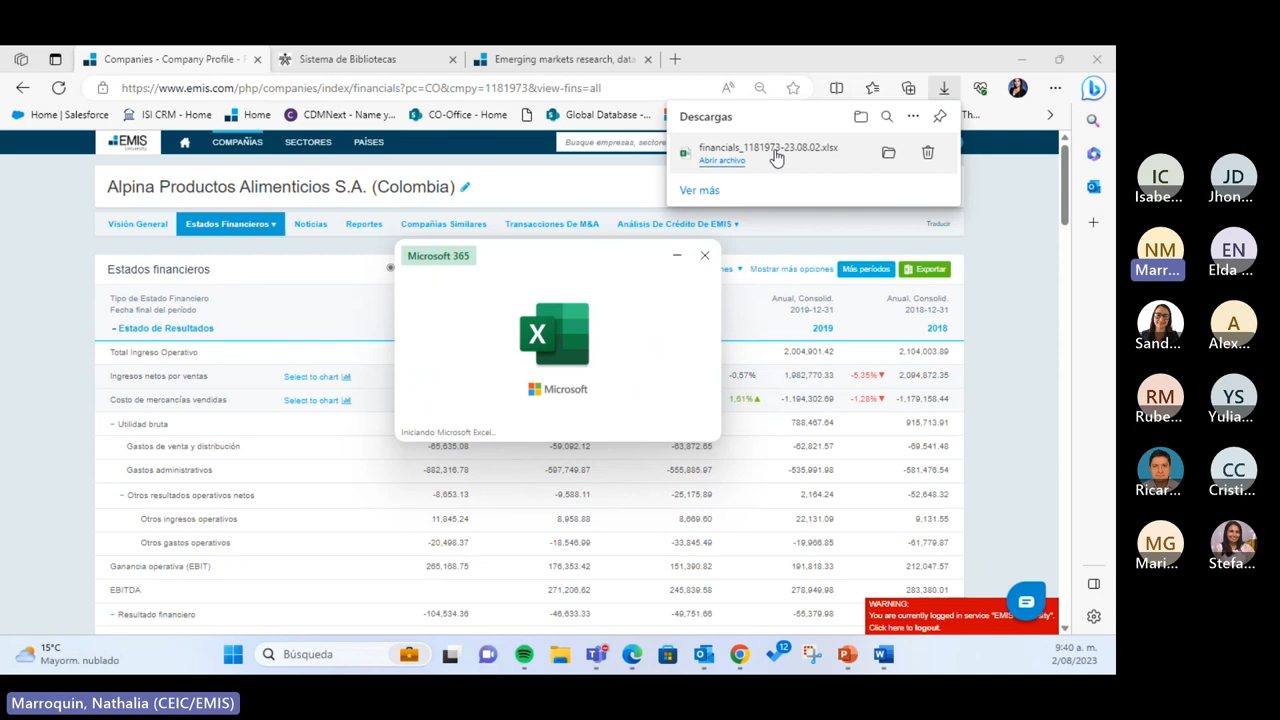 Companies - Company Profile - F
Sistema de Bibliotecas
Emerging markets research, data
https://www.emis.com/php/companies/index/financials?pc=CO&cmpy=1181973&view-fins=all
Home | Salesforce
ISI CRM – Home
Home
CDMNext - Name y...
CO-Office - Home
Global Database -...
Th...
Descargas
financials_1181973-23.08.02.xlsx
Abrir archivo
Ver más
EMIS
University
COMPAÑÍAS
SECTORES
PAÍSES
Busque empresas,
Alpina Productos Alimenticios S.A. (Colombia)
Visión General
Estados Financieros
Noticias
Reportes
Compañías Similares
Transacciones De M&A
Análisis De Crédito De EMIS
Traducir
Estados financieros
nes
Mostrar más opciones
Más periodos
Exportar
Microsoft 365
X
Microsoft
Iniciando Microsoft Excel...
Tipo de Estado Financiero
Anual, Consolid.
Anual, Consolid.
Fecha final del período
2019-12-31
2018-12-31
– Estado de Resultados
2019
2018
Total Ingreso Operativo
2,004,901.42
2,104,003.89
Ingresos netos por ventas
Select to chart
-0,57%
1,982,770.33
-5,35%▼
2,094,872.35
Costo de mercancías vendidas
Select to chart
1,61%▲
-1,194,302.69
-1,28%▼
-1,179,158.44
– Utilidad bruta
788,467.64
915,713.91
Gastos de venta y distribución
-65,635.08
-59,092.12
-63,872.65
-62,821.57
-69,541.48
Gastos administrativos
-882,316.78
-597,749.87
-555,885.97
-535,991.98
-581,476.54
– Otros resultados operativos netos
-8,653.13
-9,588.11
-25,175.89
2,164.24
-52,648.32
Otros ingresos operativos
11,845.24
8,958.88
8,669.60
22,131.09
9,131.55
Otros gastos operativos
-20,498.37
-18,546.99
-33,845.49
-19,966.85
-61,779.87
Ganancia operativa (EBIT)
265,168.75
176,353.42
151,390.82
191,818.33
212,047.57
EBITDA
271,206.62
245,839.58
278,949.98
283,380.01
– Resultado financiero
-104,534.36
-46,633.33
-49,751.66
-55,379.98
WARNING:
You are currently logged in service "EMIS
sity".
Click here to logout.
15°C
Mayorm. nublado
Búsqueda
12
9:40 a. m.
2/08/2023
IC
Isabe...
JD
Jhon...
NM
Marr...
EN
Elda ...
Sand...
A
Alex...
RM
Rube...
YS
Yulia...
Ricar...
CC
Cristi...
MG
Mari...
Stefa...
Marroquin, Nathalia (CEIC/EMIS)